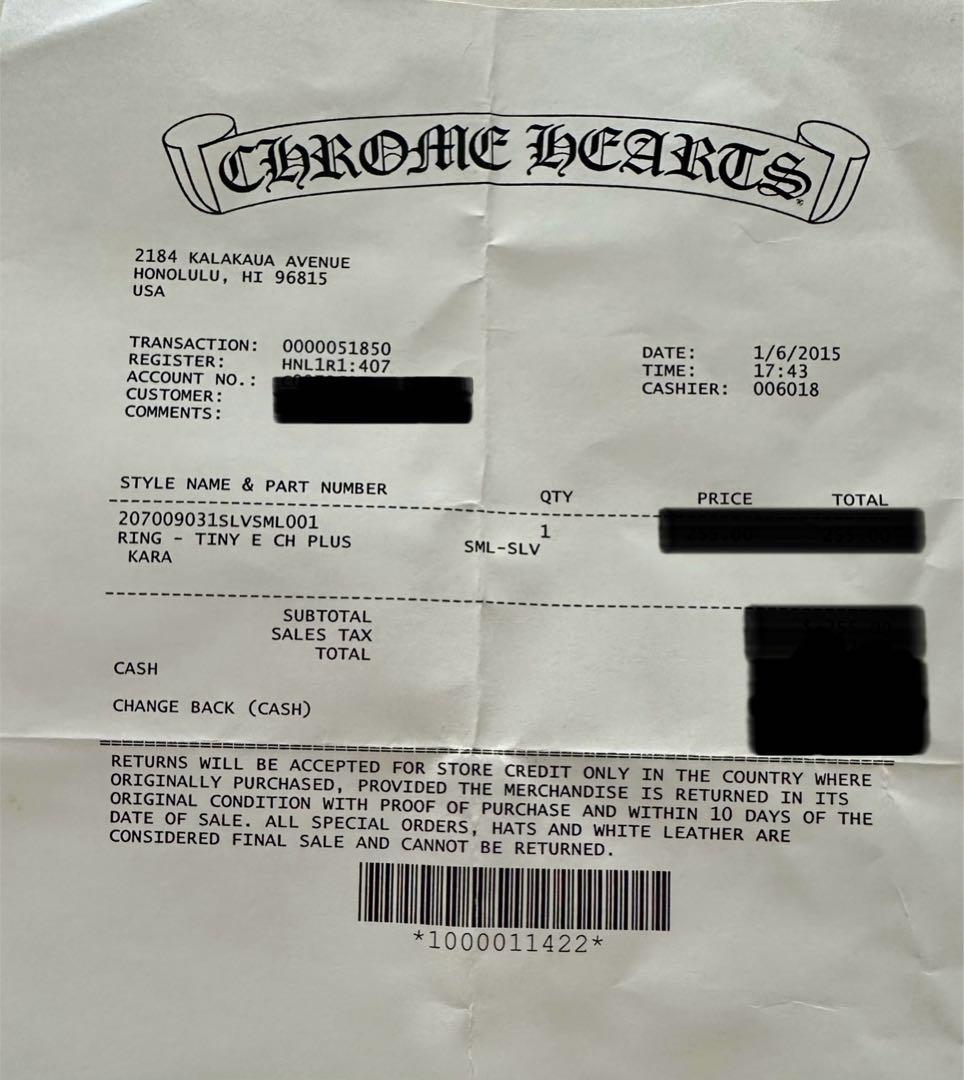 CHROME HEARTS
2184 KALAKAUA AVENUE
HONOLULU, HI 96815
USA
TRANSACTION: 0000051850
REGISTER: HNL1R1:407
ACCOUNT NO.:
CUSTOMER:
COMMENTS:
DATE: 1/6/2015
TIME: 17:43
CASHIER: 006018
STYLE NAME & PART NUMBER QTY PRICE TOTAL
207009031SLVSML001 1
RING - TINY E CH PLUS SML-SLV
KARA
SUBTOTAL
SALES TAX
TOTAL
CASH
CHANGE BACK (CASH)
RETURNS WILL BE ACCEPTED FOR STORE CREDIT ONLY IN THE COUNTRY WHERE
ORIGINALLY PURCHASED, PROVIDED THE MERCHANDISE IS RETURNED IN ITS
ORIGINAL CONDITION WITH PROOF OF PURCHASE AND WITHIN 10 DAYS OF THE
DATE OF SALE. ALL SPECIAL ORDERS, HATS AND WHITE LEATHER ARE
CONSIDERED FINAL SALE AND CANNOT BE RETURNED.
*1000011422*